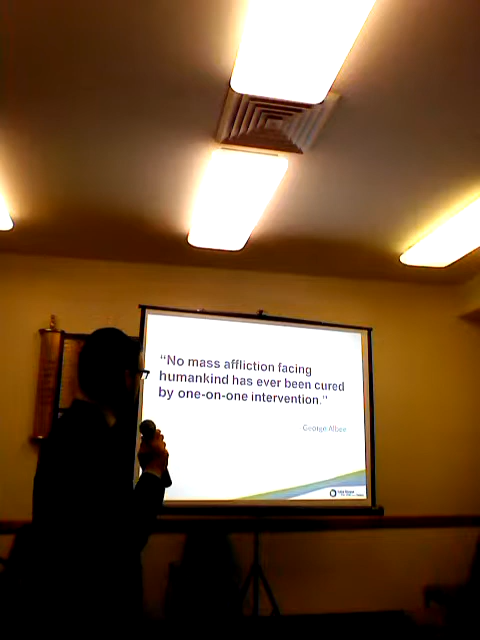 “No mass affliction facing
humankind has ever been cured
by one-on-one intervention.”
George Albee